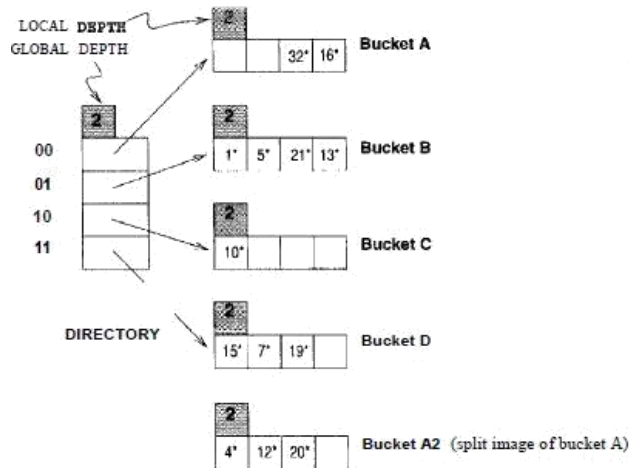 LOCAL DEPTH
GLOBAL DEPTH
2
32* 16*
Bucket A
2
00
01
10
11
2
1* 5* 21* 13*
Bucket B
2
10*
Bucket C
DIRECTORY
2
15* 7* 19*
Bucket D
2
4* 12* 20*
Bucket A2 (split image of bucket A)